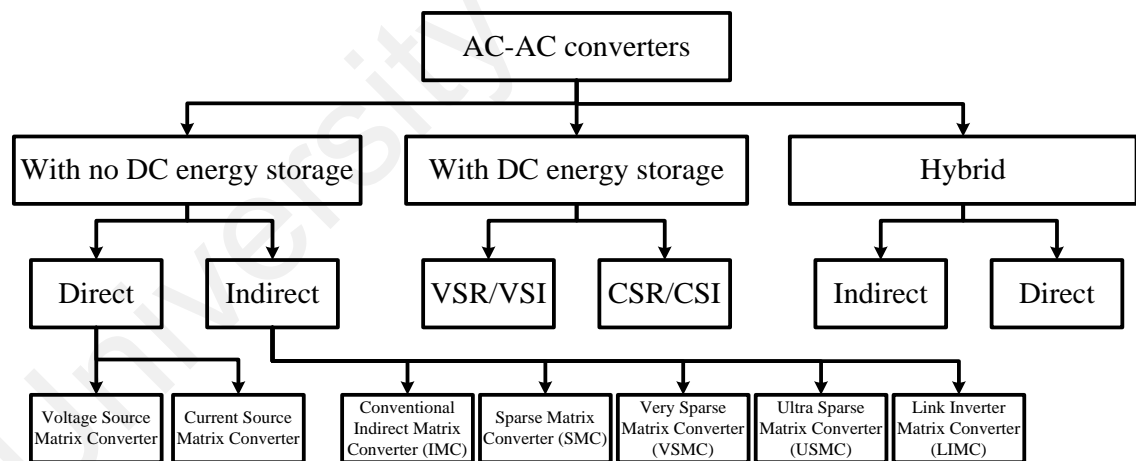 AC-AC converters
With no DC energy storage
With DC energy storage
Hybrid
Direct
Indirect
VSR/VSI
CSR/CSI
Indirect
Direct
Voltage Source
Matrix Converter
Current Source
Matrix Converter
Conventional
Indirect Matrix
Converter (IMC)
Sparse Matrix
Converter (SMC)
Very Sparse
Matrix Converter
(VSMC)
Ultra Sparse
Matrix Converter
(USMC)
Link Inverter
Matrix Converter
(LIMC)
University